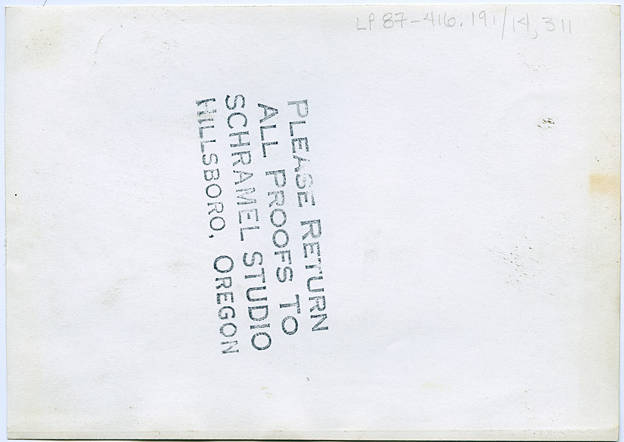 LP 87-416.191/14,311
PLEASE RETURN
ALL PROOFS TO
SCHRAMEL STUDIO
HILLSBORO, OREGON